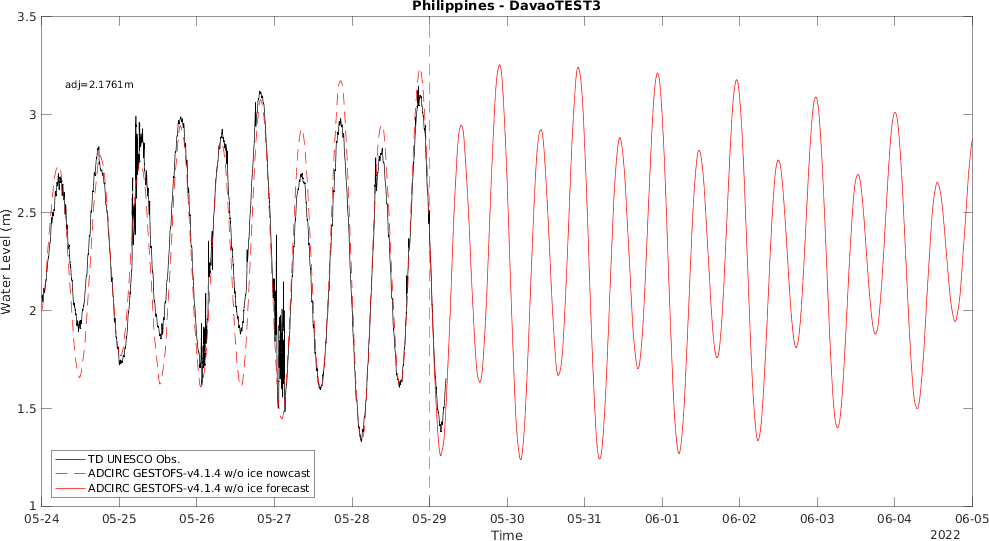 Philippines - DavaoTEST3
3.5
3
2.5
2
1.5
1
Water Level (m)
adj=2.1761m
TD UNESCO Obs.
ADCIRC GESTOFS-v4.1.4 w/o ice nowcast
ADCIRC GESTOFS-v4.1.4 w/o ice forecast
05-24 05-25 05-26 05-27 05-28 05-29 05-30 05-31 06-01 06-02 06-03 06-04 06-05
Time
2022